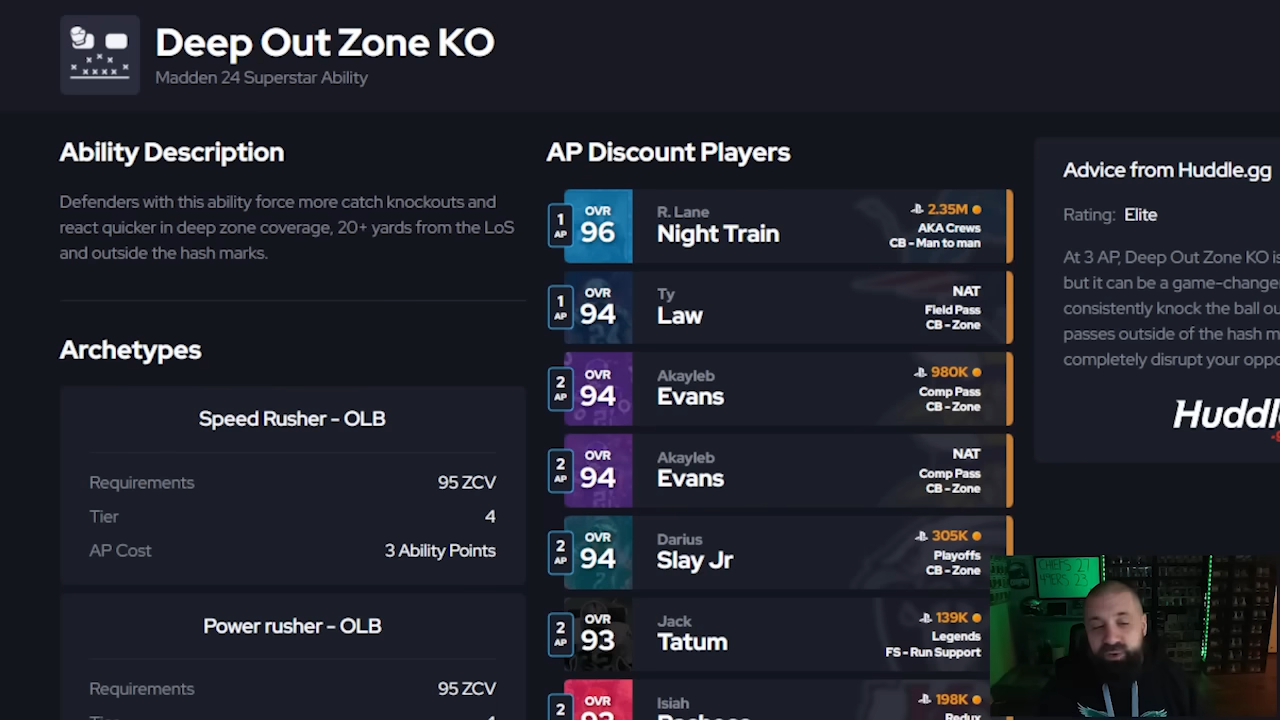 Deep Out Zone KO
Madden 24 Superstar Ability
Ability Description
Defenders with this ability force more catch knockouts and
react quicker in deep zone coverage, 20+ yards from the LoS
and outside the hash marks.
Archetypes
Speed Rusher - OLB
Requirements 95 ZCV
Tier 4
AP Cost 3 Ability Points
Power rusher - OLB
Requirements 95 ZCV
AP Discount Players
1 AP OVR 96 R. Lane Night Train 2.35M AKA Crews CB - Man to man
1 AP OVR 94 Ty Law NAT Field Pass CB - Zone
2 AP OVR 94 Akayleb Evans 980K Comp Pass CB - Zone
2 AP OVR 94 Akayleb Evans NAT Comp Pass CB - Zone
2 AP OVR 94 Darius Slay Jr 305K Playoffs CB - Zone
2 AP OVR 93 Jack Tatum 139K Legends FS - Run Support
2 OVR Isiah 198K Redux
Advice from Huddle.gg
Rating: Elite
At 3 AP, Deep Out Zone KO is
but it can be a game-change
consistently knock the ball ou
passes outside of the hash m
completely disrupt your oppo
Huddl
CHIEFS 27
49ERS 23